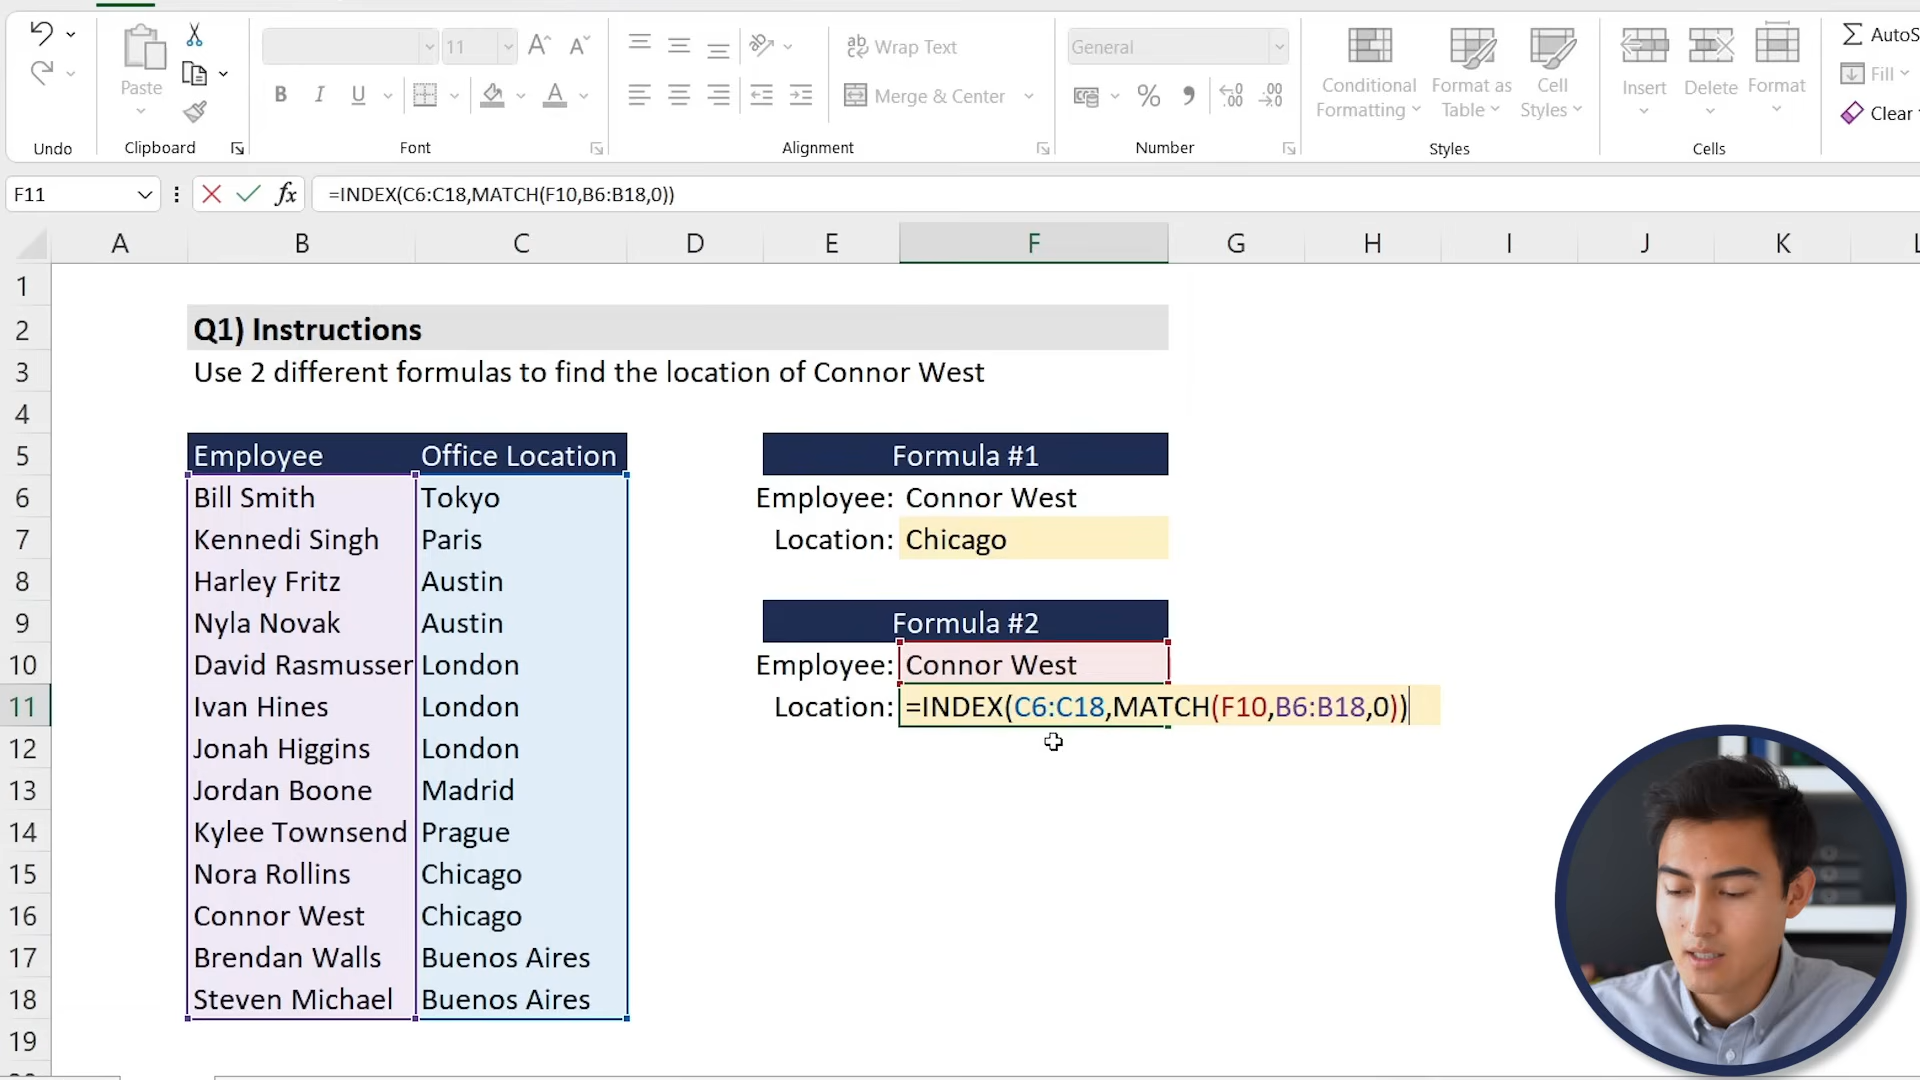 11
General
ab Wrap Text
Paste
B I U A
Merge & Center
Conditional Formatting
Format as Table
Cell Styles
Insert
Delete
Format
AutoS
Fill
Clear
Undo
Clipboard
Font
Alignment
Number
Styles
Cells
F11
fx
=INDEX(C6:C18,MATCH(F10,B6:B18,0))
A B C D E F G H I J K L
1
2 Q1) Instructions
3 Use 2 different formulas to find the location of Connor West
4
5 Employee Office Location Formula #1
6 Bill Smith Tokyo Employee: Connor West
7 Kennedi Singh Paris Location: Chicago
8 Harley Fritz Austin
9 Nyla Novak Austin Formula #2
10 David Rasmusser London Employee: Connor West
11 Ivan Hines London Location: =INDEX(C6:C18,MATCH(F10,B6:B18,0))
12 Jonah Higgins London
13 Jordan Boone Madrid
14 Kylee Townsend Prague
15 Nora Rollins Chicago
16 Connor West Chicago
17 Brendan Walls Buenos Aires
18 Steven Michael Buenos Aires
19